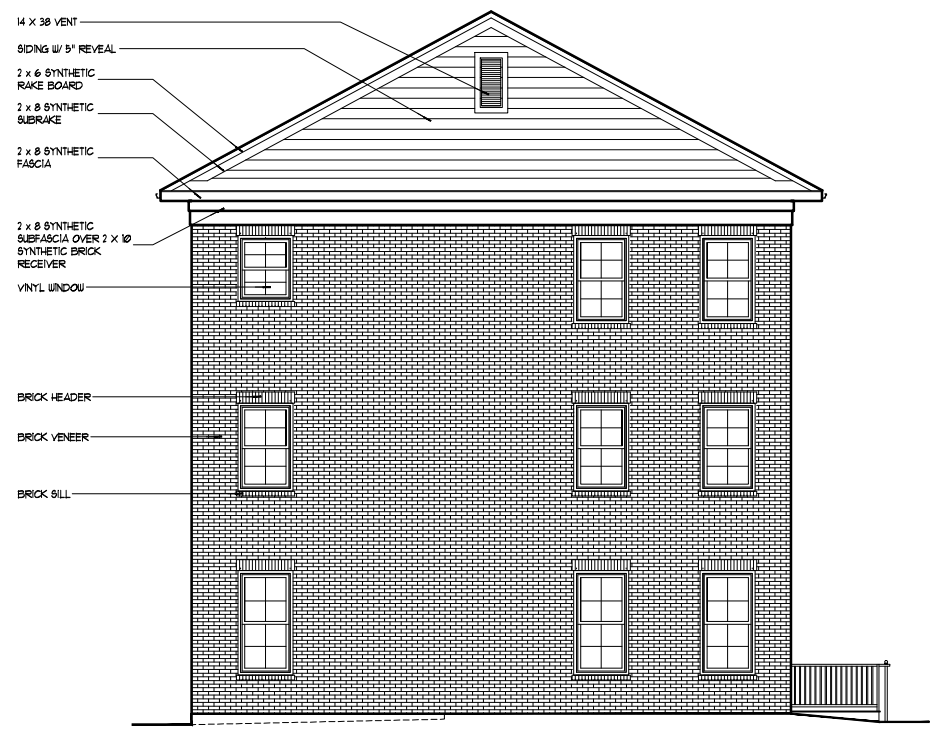 14 X 38 VENT
SIDING W/ 5" REVEAL
2 x 6 SYNTHETIC
RAKE BOARD
2 x 8 SYNTHETIC
SUBRAKE
2 x 8 SYNTHETIC
FASCIA
2 x 8 SYNTHETIC
SUBFASCIA OVER 2 X 10
SYNTHETIC BRICK
RECEIVER
VINYL WINDOW
BRICK HEADER
BRICK VENEER
BRICK SILL